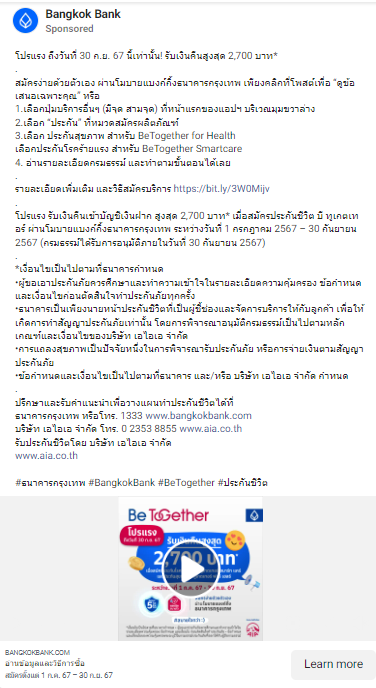 Bangkok Bank
Sponsored
โปรแรง ถึงวันที่ 30 ก.ย. 67 นี้เท่านั้น! รับเงินคืนสูงสุด 2,700 บาท*
.
สมัครง่ายด้วยตัวเอง ผ่านโมบายแบงก์กิ้งธนาคารกรุงเทพ เพียงคลิกที่โพสต์เพื่อ “ดูข้อ
เสนอเฉพาะคุณ” หรือ
1.เลือกปุ่มบริการอื่นๆ (มีจุด สามจุด) ที่หน้าแรกของแอปฯ บริเวณมุมขวาล่าง
2.เลือก “ประกัน” ที่หมวดสมัครผลิตภัณฑ์
3.เลือก ประกันสุขภาพ สำหรับ BeTogether for Health
เลือกประกันโรคร้ายแรง สำหรับ BeTogether Smartcare
4. อ่านรายละเอียดกรมธรรม์ และทำตามขั้นตอนได้เลย
.
รายละเอียดเพิ่มเติม และวิธีสมัครบริการ https://bit.ly/3W0Mijv
.
โปรแรง รับเงินคืนเข้าบัญชีเงินฝาก สูงสุด 2,700 บาท* เมื่อสมัครประกันชีวิต บี ทูเกตเท
อร์ ผ่านโมบายแบงก์กิ้งธนาคารกรุงเทพ ระหว่างวันที่ 1 กรกฎาคม 2567 – 30 กันยายน
2567 (กรมธรรม์ได้รับการอนุมัติภายในวันที่ 30 กันยายน 2567)
.
*เงื่อนไขเป็นไปตามที่ธนาคารกำหนด
•ผู้ขอเอาประกันภัยควรศึกษาและทำความเข้าใจในรายละเอียดความคุ้มครอง ข้อกำหนด
และเงื่อนไขก่อนตัดสินใจทำประกันภัยทุกครั้ง
•ธนาคารเป็นเพียงนายหน้าประกันชีวิตที่เป็นผู้ชี้ช่องและจัดการบริการให้กับลูกค้า เพื่อให้
เกิดการทำสัญญาประกันภัยเท่านั้น โดยการพิจารณาอนุมัติกรมธรรม์เป็นไปตามหลัก
เกณฑ์และเงื่อนไขของบริษัท เอไอเอ จำกัด
•การแถลงสุขภาพเป็นปัจจัยหนึ่งในการพิจารณารับประกันภัย หรือการจ่ายเงินตามสัญญา
ประกันภัย
•ข้อกำหนดและเงื่อนไขเป็นไปตามที่ธนาคาร และ/หรือ บริษัท เอไอเอ จำกัด กำหนด
.
ปรึกษาและรับคำแนะนำเพื่อวางแผนทำประกันชีวิตได้ที่
ธนาคารกรุงเทพ หรือโทร. 1333 www.bangkokbank.com
บริษัท เอไอเอ จำกัด โทร. 0 2353 8855 www.aia.co.th
รับประกันชีวิตโดย บริษัท เอไอเอ จำกัด
www.aia.co.th
#ธนาคารกรุงเทพ #BangkokBank #BeTogether #ประกันชีวิต
Be Together
โปรแรง
รับเงินคืนสูงสุด
2,700 บาท*
BANGKOKBANK.COM
อ่านข้อมูลและวิธีการซื้อ
สมัครตั้งแต่ 1 ก.ค. 67 – 30 ก.ย. 67
Learn more